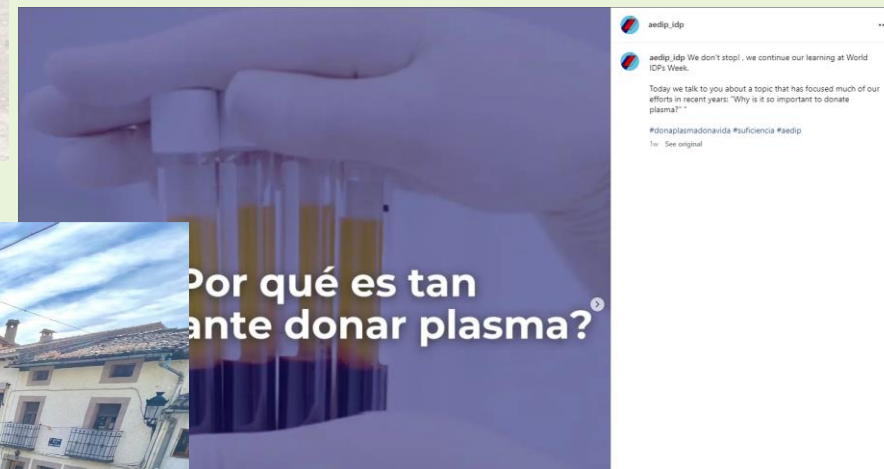 Por qué es tan
ante donar plasma?
aedip_idp
aedip_idp We don't stop! , we continue our learning at World
IDPs Week.
Today we talk to you about a topic that has focused much of our
efforts in recent years: "Why is it so important to donate
plasma?" "
#donaplasmadonavida #suficiencia #aedip
1w See original